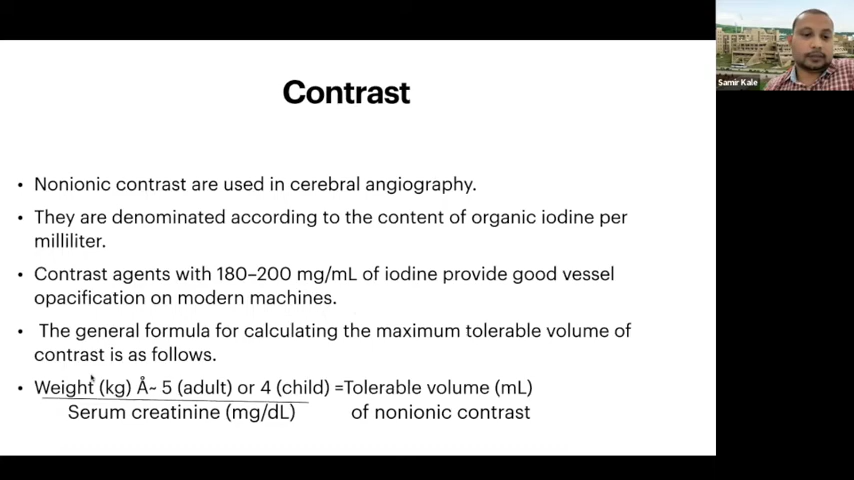 Samir Kale
Contrast
• Nonionic contrast are used in cerebral angiography.
• They are denominated according to the content of organic iodine per
milliliter.
• Contrast agents with 180–200 mg/mL of iodine provide good vessel
opacification on modern machines.
• The general formula for calculating the maximum tolerable volume of
contrast is as follows.
• Weight (kg) Å~ 5 (adult) or 4 (child) =Tolerable volume (mL)
Serum creatinine (mg/dL) of nonionic contrast